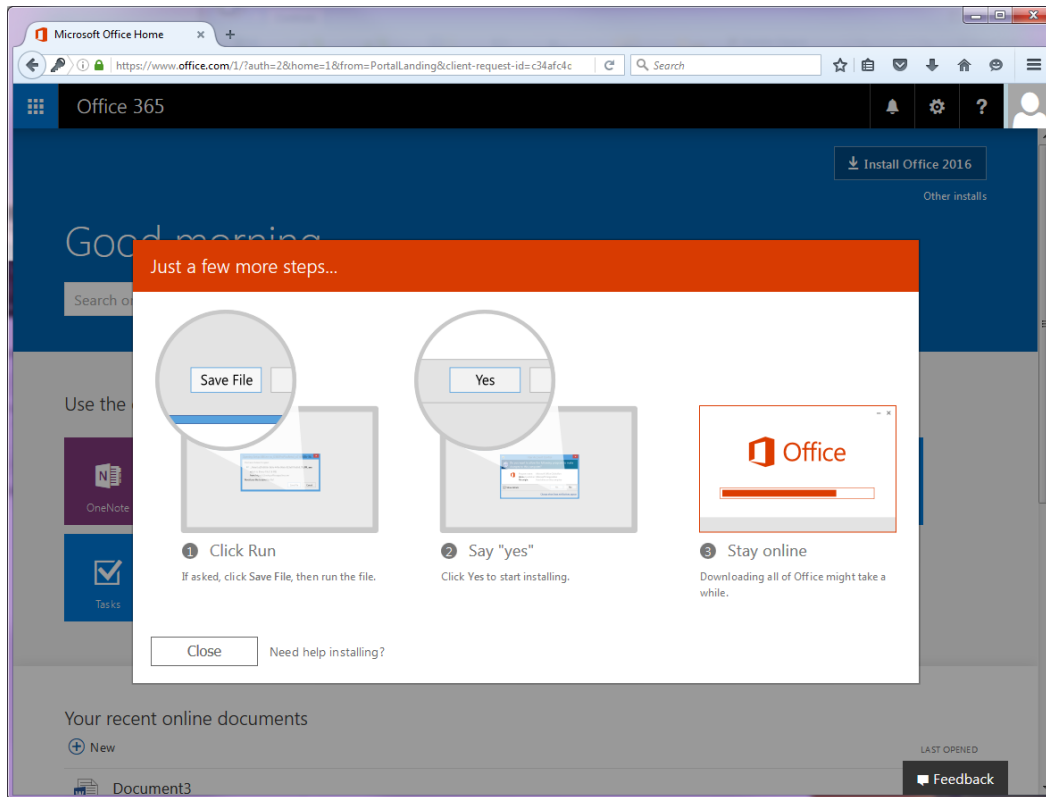 Microsoft Office Home
https://www.office.com/1/?auth=2&home=1&from=PortalLanding&client-request-id=c34afc4c
Search
Office 365
?
Install Office 2016
Other installs
Good morning
Search
Just a few more steps...
Save File
Yes
Office
Use the
OneNote
Tasks
1 Click Run
If asked, click Save File, then run the file.
2 Say "yes"
Click Yes to start installing.
3 Stay online
Downloading all of Office might take a
while.
Close
Need help installing?
Your recent online documents
New
LAST OPENED
Document3
Feedback